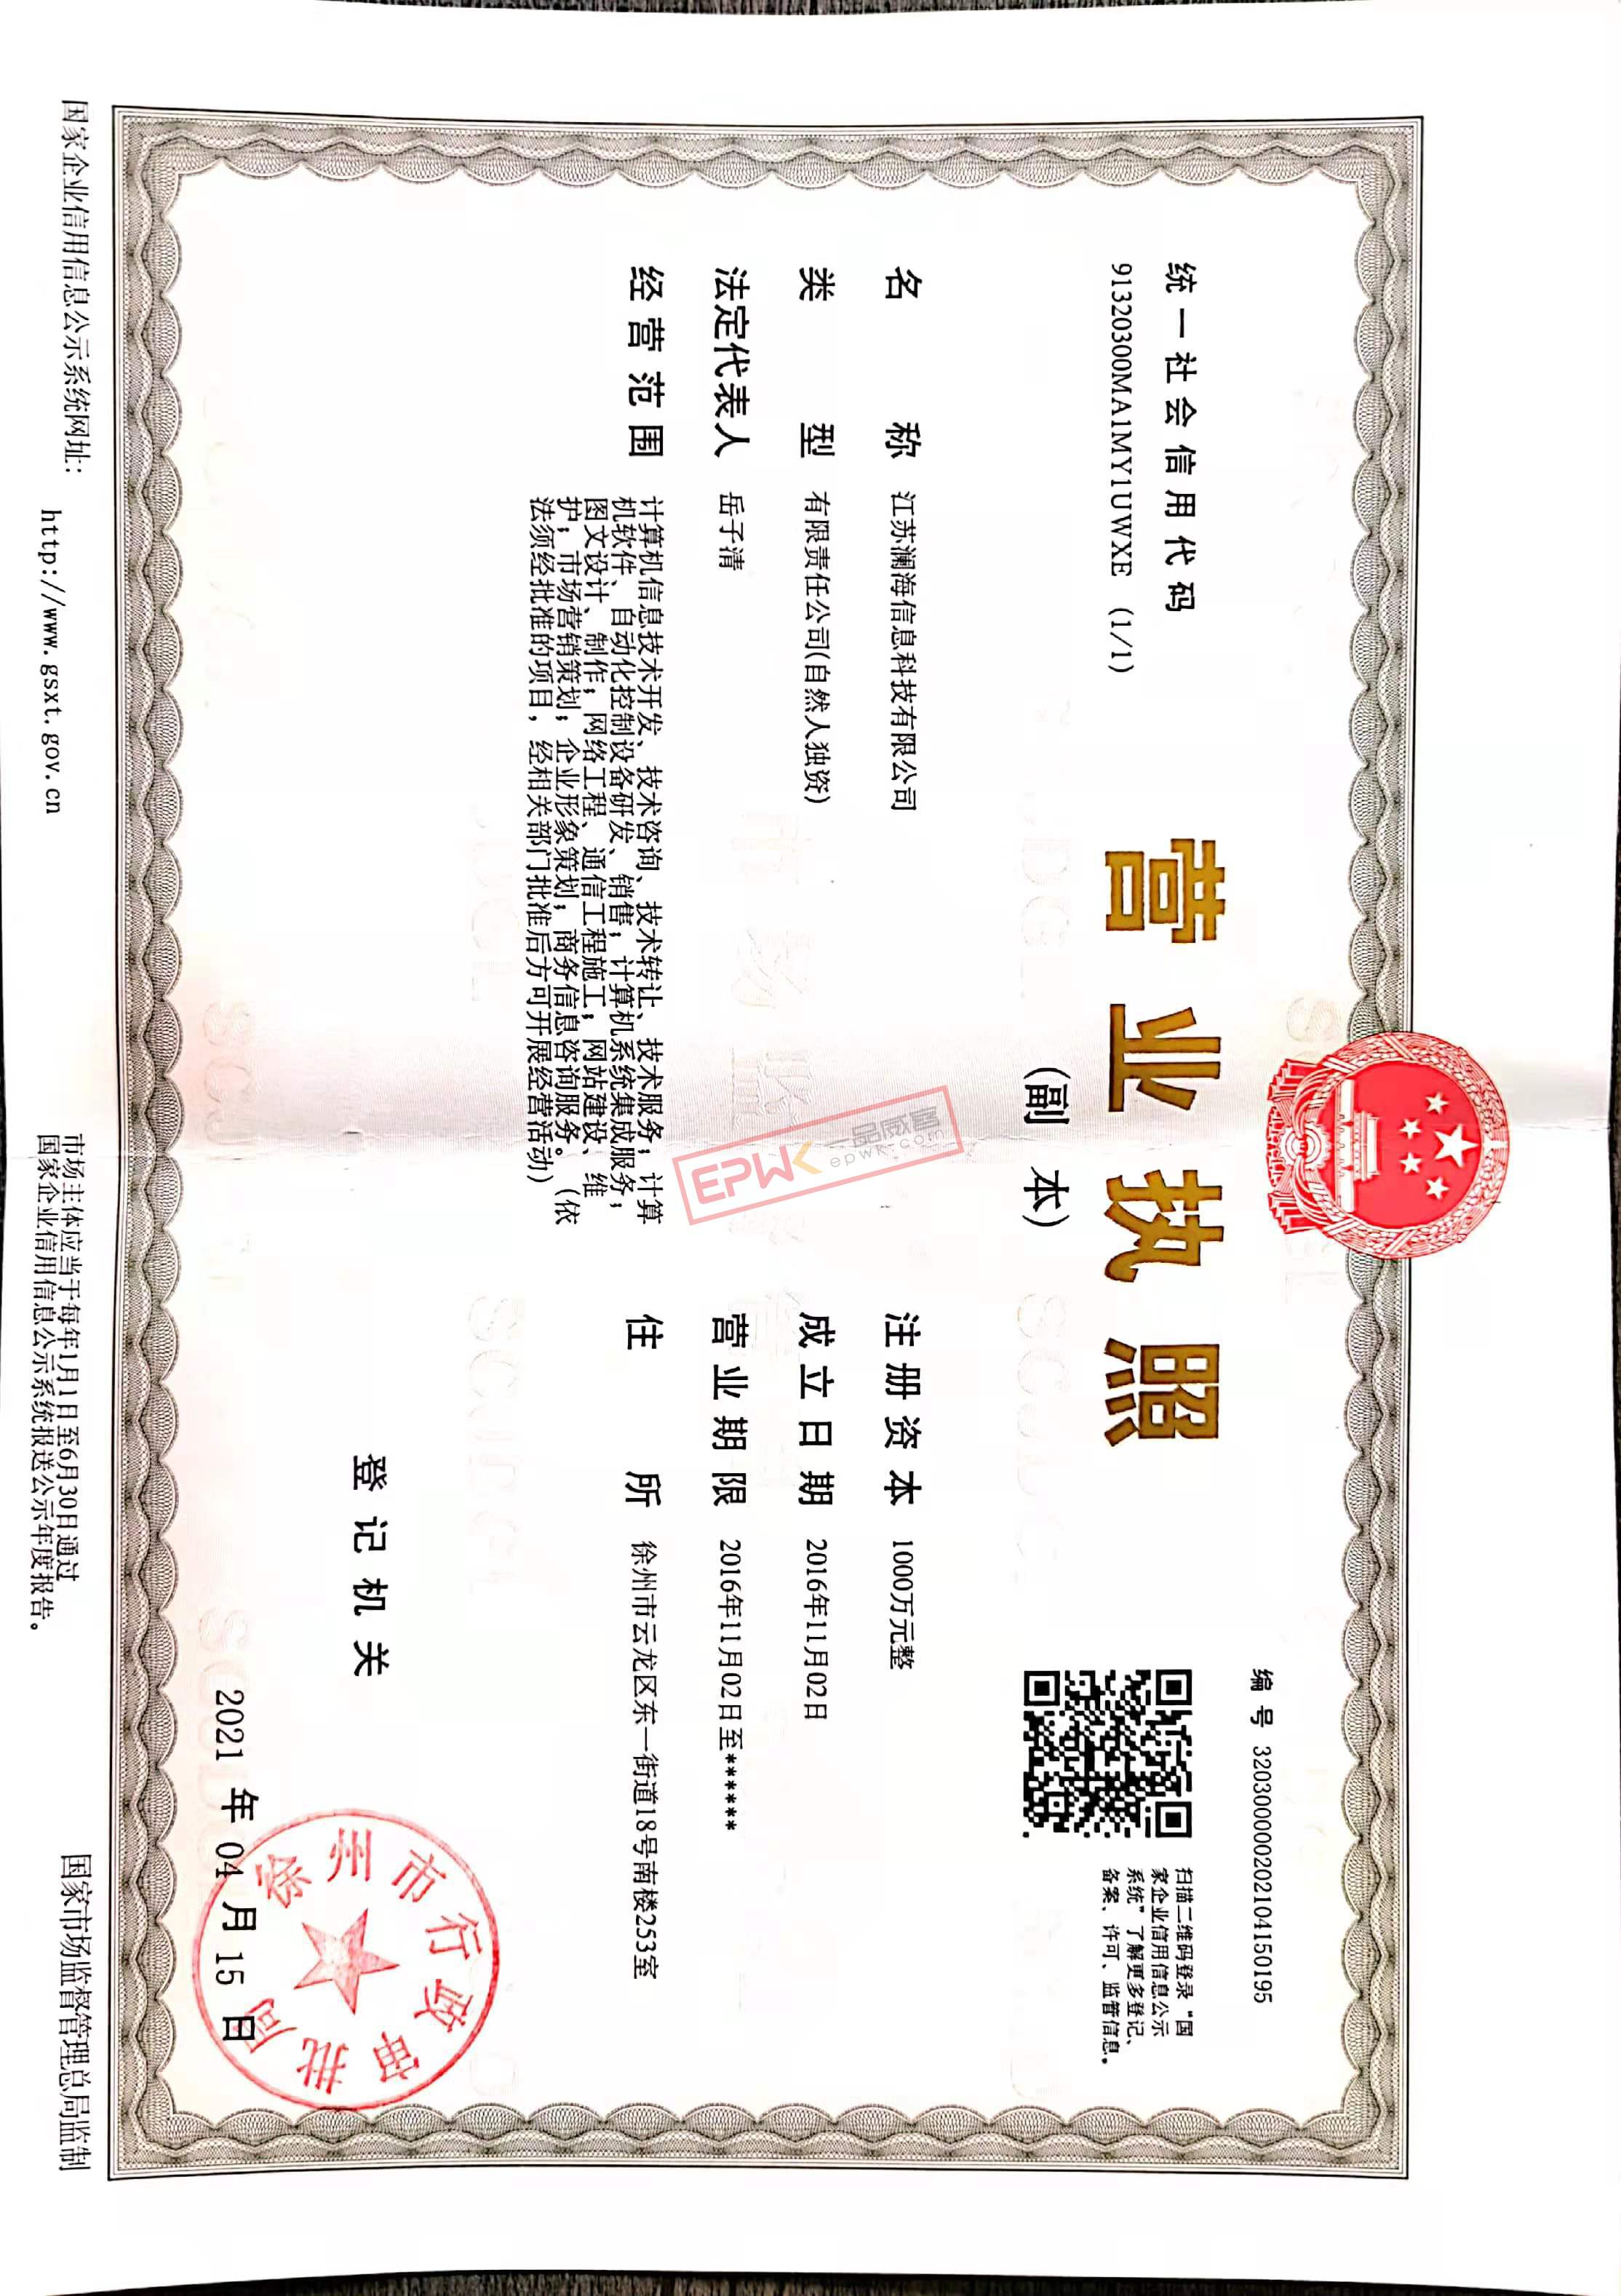 编 号 320300000202104150195
统一社会信用代码
91320300MA1MY1UWXE (1/1)
营业执照
(副 本)
扫描二维码登录“国
家企业信用信息公示
系统”了解更多登记、
备案、许可、监管信息。
名 称 江苏澜海信息科技有限公司
类 型 有限责任公司(自然人独资)
法定代表人 岳子清
经营范围 计算机信息技术开发、技术咨询、技术转让、技术服务；计算
机软件、自动化控制设备研发、销售；计算机系统集成服务；
图文设计、制作；网络工程、通信工程施工；网站建设、维
护；市场营销策划；企业形象策划；商务信息咨询服务。（依
法须经批准的项目，经相关部门批准后方可开展经营活动）
注册资本 1000万元整
成立日期 2016年11月02日
营业期限 2016年11月02日至******
住 所 徐州市云龙区东一街道18号南楼253室
EPWK 一品威客
epwk.com
登记机关
徐州市行政审批局
2021 年 04 月 15 日
国家企业信用信息公示系统网址： http://www.gsxt.gov.cn
市场主体应当于每年1月1日至6月30日通过
国家企业信用信息公示系统报送公示年度报告。
国家市场监督管理总局监制